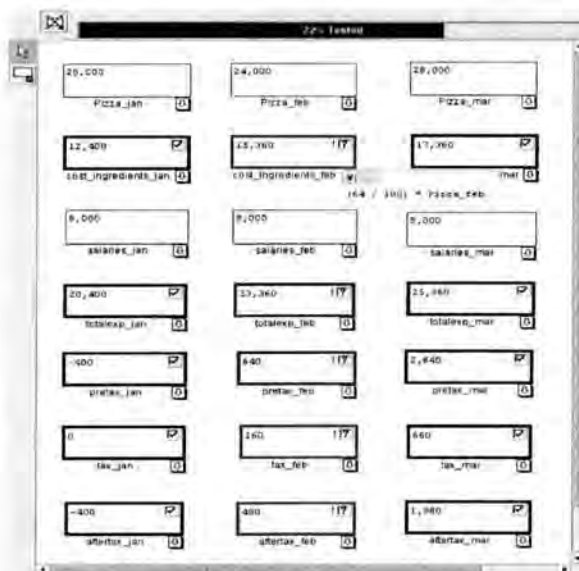 72% Tested
20,000 24,000 28,000
Pizza_jan Pizza_feb Pizza_mar
12,400 15,360 17,360
cost_ingredients_jan cost_ingredients_feb mar
(64 / 100) * Pizza_feb
8,000 8,000 8,000
salaries_jan salaries_feb salaries_mar
20,400 23,360 25,360
totalexp_jan totalexp_feb totalexp_mar
-400 640 2,640
pretax_jan pretax_feb pretax_mar
0 160 660
tax_jan tax_feb tax_mar
-400 480 1,980
aftertax_jan aftertax_feb aftertax_mar